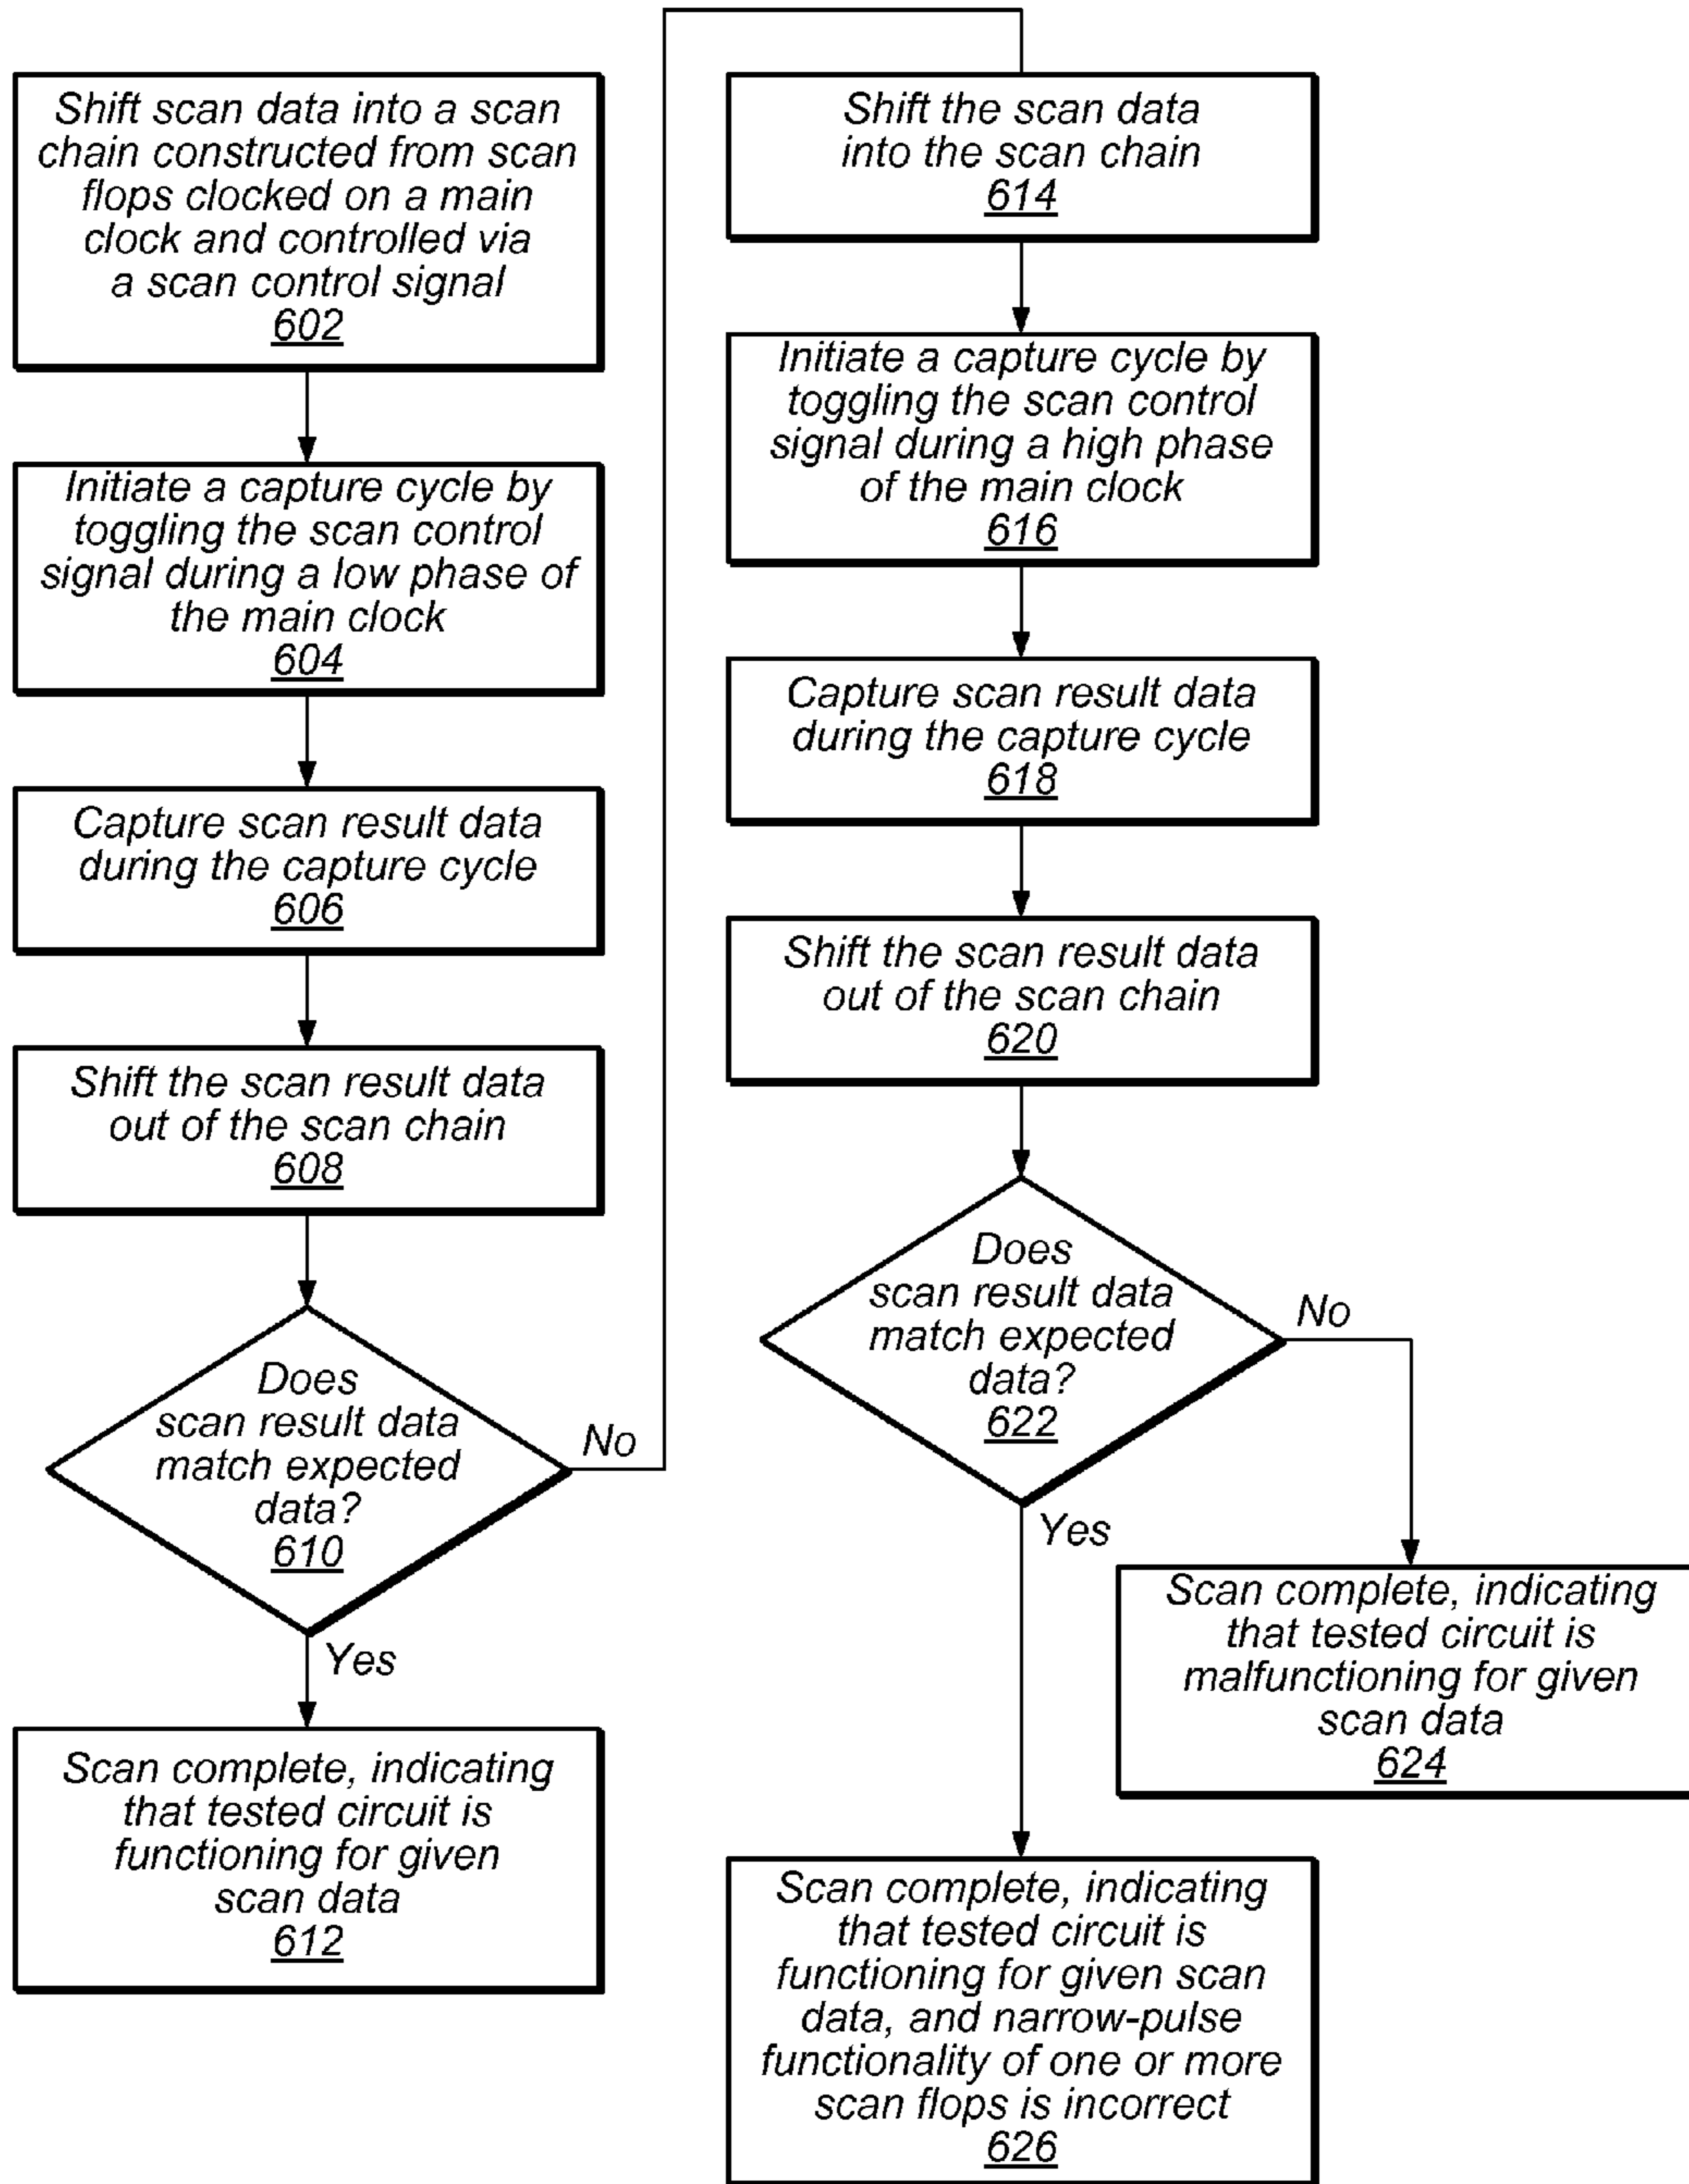 Shift scan data into a scan
chain constructed from scan
flops clocked on a main
clock and controlled via
a scan control signal
602
Initiate a capture cycle by
toggling the scan control
signal during a low phase of
the main clock
604
Capture scan result data
during the capture cycle
606
Shift the scan result data
out of the scan chain
608
Does
scan result data
match expected
data?
610
No
Yes
Scan complete, indicating
that tested circuit is
functioning for given
scan data
612
Shift the scan data
into the scan chain
614
Initiate a capture cycle by
toggling the scan control
signal during a high phase
of the main clock
616
Capture scan result data
during the capture cycle
618
Shift the scan result data
out of the scan chain
620
Does
scan result data
match expected
data?
622
No
Yes
Scan complete, indicating
that tested circuit is
malfunctioning for given
scan data
624
Scan complete, indicating
that tested circuit is
functioning for given scan
data, and narrow-pulse
functionality of one or more
scan flops is incorrect
626